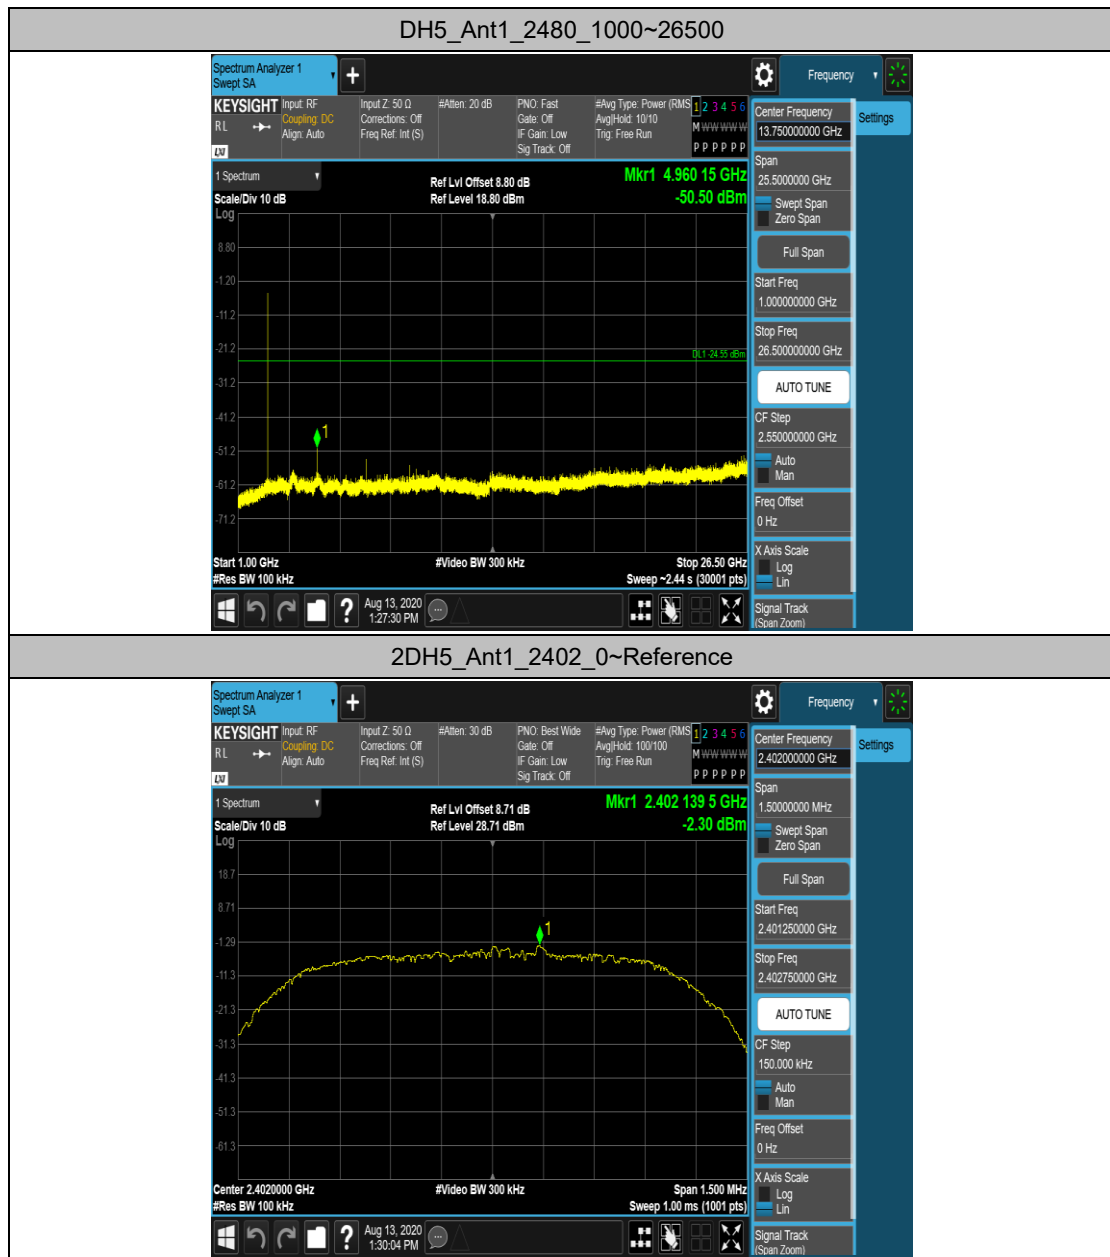 DH5_Ant1_2480_1000~26500
Spectrum Analyzer 1
Swept SA
Frequency
KEYSIGHT
RL
LXI
Input: RF
Coupling: DC
Align: Auto
Input Z: 50 Ω
Corrections: Off
Freq Ref: Int (S)
#Atten: 20 dB
PNO: Fast
Gate: Off
IF Gain: Low
Sig Track: Off
#Avg Type: Power (RMS
Avg|Hold: 10/10
Trig: Free Run
1 2 3 4 5 6
M W W W W W
P P P P P P
1 Spectrum
Scale/Div 10 dB
Log
Ref Lvl Offset 8.80 dB
Ref Level 18.80 dBm
Mkr1 4.960 15 GHz
-50.50 dBm
8.80
-1.20
-11.2
-21.2
DL1 -24.55 dBm
-31.2
-41.2
1
-51.2
-61.2
-71.2
Start 1.00 GHz
#Res BW 100 kHz
#Video BW 300 kHz
Stop 26.50 GHz
Sweep ~2.44 s (30001 pts)
Center Frequency
13.750000000 GHz
Settings
Span
25.5000000 GHz
Swept Span
Zero Span
Full Span
Start Freq
1.000000000 GHz
Stop Freq
26.500000000 GHz
AUTO TUNE
CF Step
2.550000000 GHz
Auto
Man
Freq Offset
0 Hz
X Axis Scale
Log
Lin
Signal Track
(Span Zoom)
?
Aug 13, 2020
1:27:30 PM
2DH5_Ant1_2402_0~Reference
Spectrum Analyzer 1
Swept SA
Frequency
KEYSIGHT
RL
LXI
Input: RF
Coupling: DC
Align: Auto
Input Z: 50 Ω
Corrections: Off
Freq Ref: Int (S)
#Atten: 30 dB
PNO: Best Wide
Gate: Off
IF Gain: Low
Sig Track: Off
#Avg Type: Power (RMS
Avg|Hold: 100/100
Trig: Free Run
1 2 3 4 5 6
M W W W W W
P P P P P P
1 Spectrum
Scale/Div 10 dB
Log
Ref Lvl Offset 8.71 dB
Ref Level 28.71 dBm
Mkr1 2.402 139 5 GHz
-2.30 dBm
18.7
8.71
1
-1.29
-11.3
-21.3
-31.3
-41.3
-51.3
-61.3
Center 2.4020000 GHz
#Res BW 100 kHz
#Video BW 300 kHz
Span 1.500 MHz
Sweep 1.00 ms (1001 pts)
Center Frequency
2.402000000 GHz
Settings
Span
1.50000000 MHz
Swept Span
Zero Span
Full Span
Start Freq
2.401250000 GHz
Stop Freq
2.402750000 GHz
AUTO TUNE
CF Step
150.000 kHz
Auto
Man
Freq Offset
0 Hz
X Axis Scale
Log
Lin
Signal Track
(Span Zoom)
?
Aug 13, 2020
1:30:04 PM